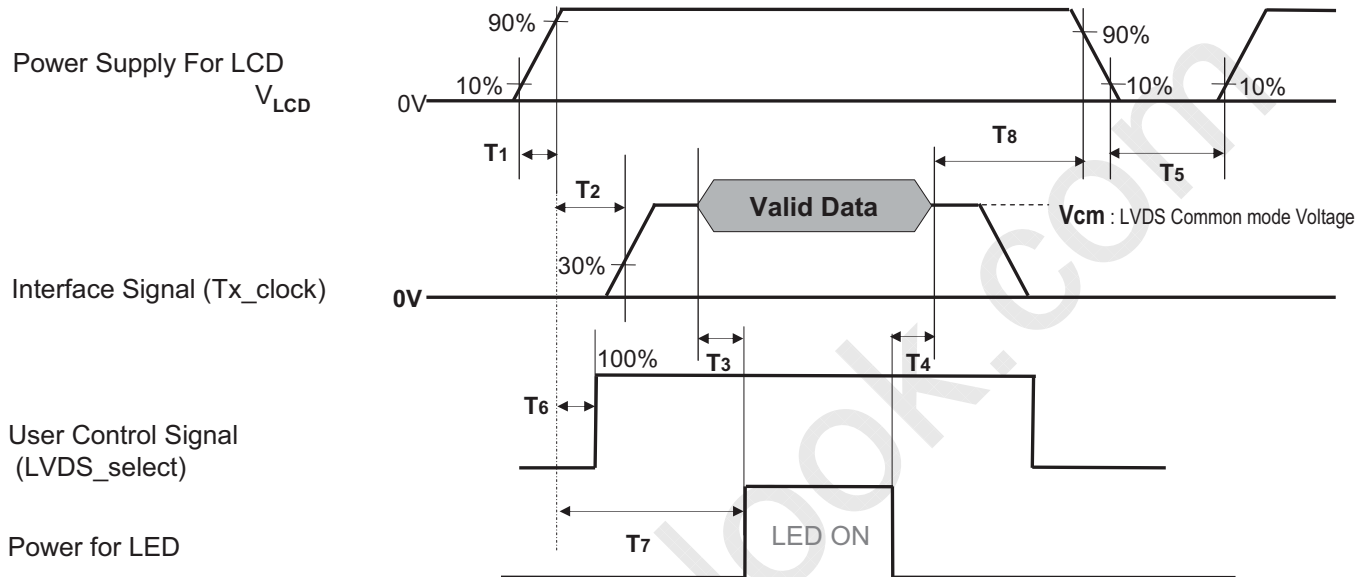 90%
90%
Power Supply For LCD
VLCD
10%
10%
10%
0V
T1
T8
T5
T2
Valid Data
Vcm : LVDS Common mode Voltage
30%
Interface Signal (Tx_clock)
0V
T3
T4
100%
T6
User Control Signal
(LVDS_select)
T7
LED ON
Power for LED
look.com